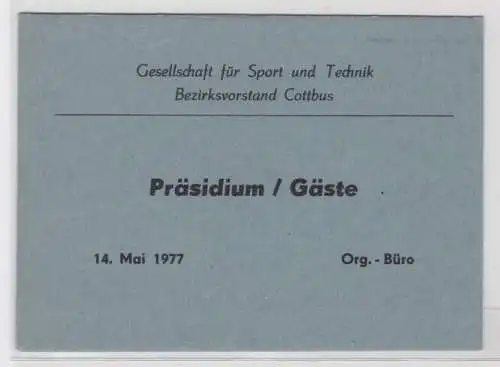 Gesellschaft für Sport und Technik
Bezirksvorstand Cottbus
Präsidium / Gäste
14. Mai 1977 Org. - Büro